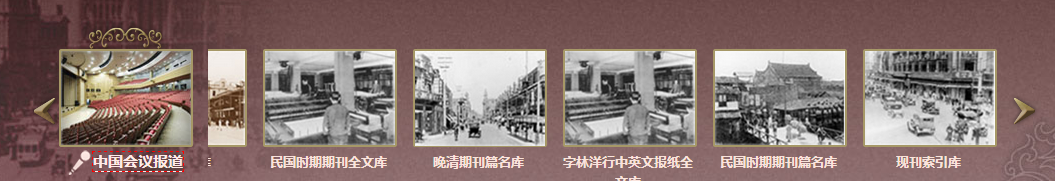 中国会议报道
民国时期期刊全文库
晚清期刊篇名库
字林洋行中英文报纸全
文库
民国时期期刊篇名库
现刊索引库